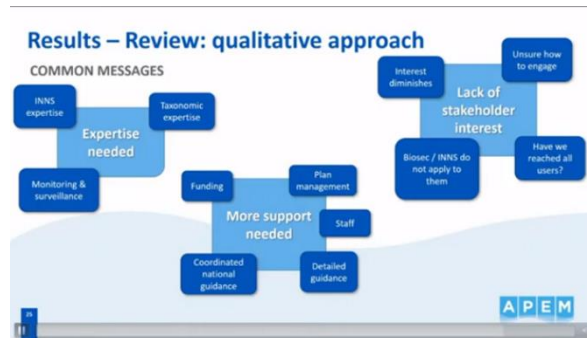 Results – Review: qualitative approach
COMMON MESSAGES
INNS
expertise
Taxonomic
expertise
Expertise
needed
Monitoring &
surveillance
Funding
Plan
management
More support
needed
Staff
Coordinated
national
guidance
Detailed
guidance
Interest
diminishes
Unsure how
to engage
Lack of
stakeholder
interest
Biosec / INNS do
not apply to
them
Have we
reached all
users?
25
APEM